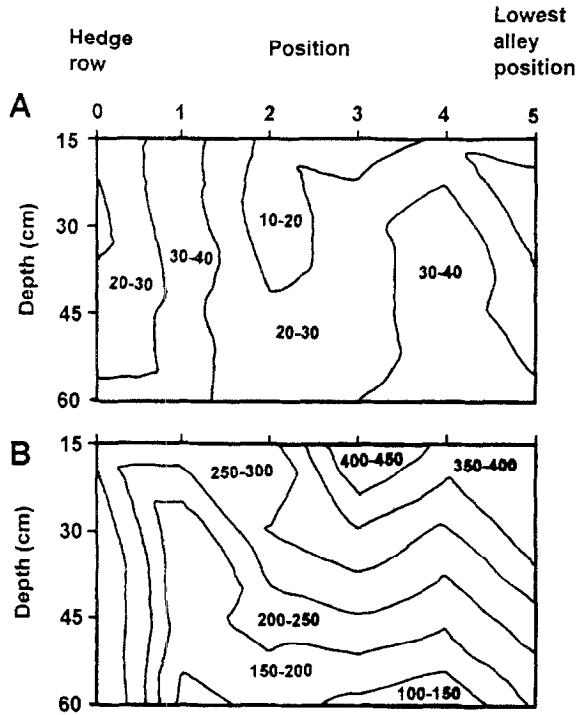 Hedge row
Position
Lowest alley position
A
0 1 2 3 4 5
15
30
45
60
Depth (cm)
20-30
30-40
10-20
20-30
30-40
B
15
30
45
60
Depth (cm)
250-300
400-450
350-400
200-250
150-200
100-150